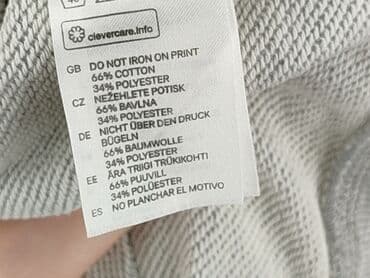 clevercare.info
GB DO NOT IRON ON PRINT
66% COTTON
34% POLYESTER
CZ NEŽEHLETE POTISK
66% BAVLNA
34% POLYESTER
DE NICHT ÜBER DEN DRUCK
BÜGELN
66% BAUMWOLLE
34% POLYESTER
EE ÄRA TRIIGI TRÜKIKOHTI
66% PUUVILL
34% POLÜESTER
ES NO PLANCHAR EL MOTIVO